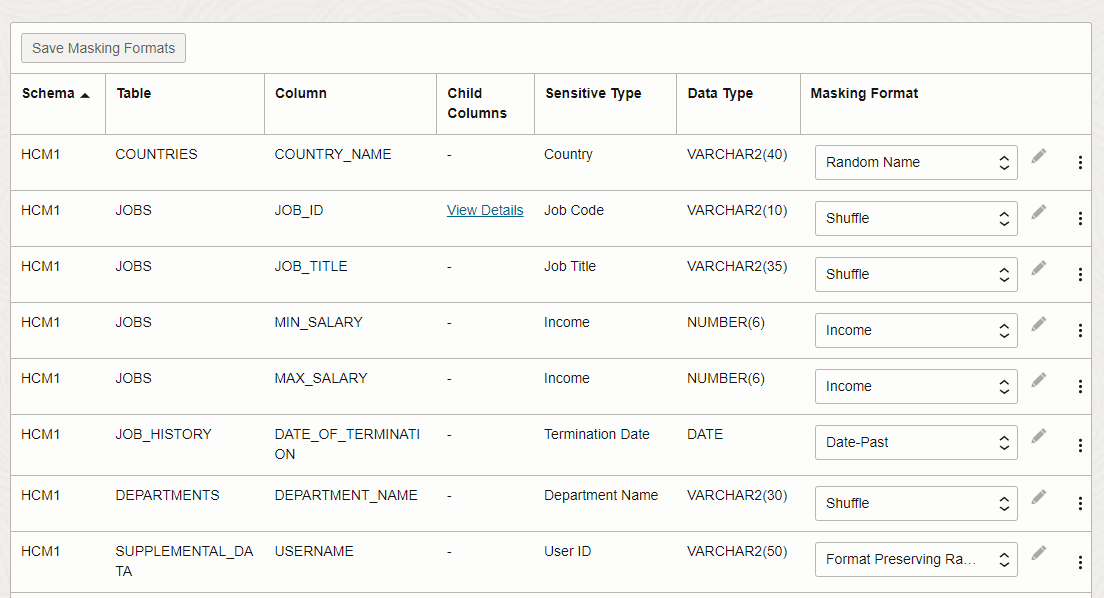 Save Masking Formats
Schema Table Column Child Columns Sensitive Type Data Type Masking Format
HCM1 COUNTRIES COUNTRY_NAME - Country VARCHAR2(40) Random Name
HCM1 JOBS JOB_ID View Details Job Code VARCHAR2(10) Shuffle
HCM1 JOBS JOB_TITLE - Job Title VARCHAR2(35) Shuffle
HCM1 JOBS MIN_SALARY - Income NUMBER(6) Income
HCM1 JOBS MAX_SALARY - Income NUMBER(6) Income
HCM1 JOB_HISTORY DATE_OF_TERMINATI - Termination Date DATE Date-Past
ON
HCM1 DEPARTMENTS DEPARTMENT_NAME - Department Name VARCHAR2(30) Shuffle
HCM1 SUPPLEMENTAL_DA USERNAME - User ID VARCHAR2(50) Format Preserving Ra...
TA